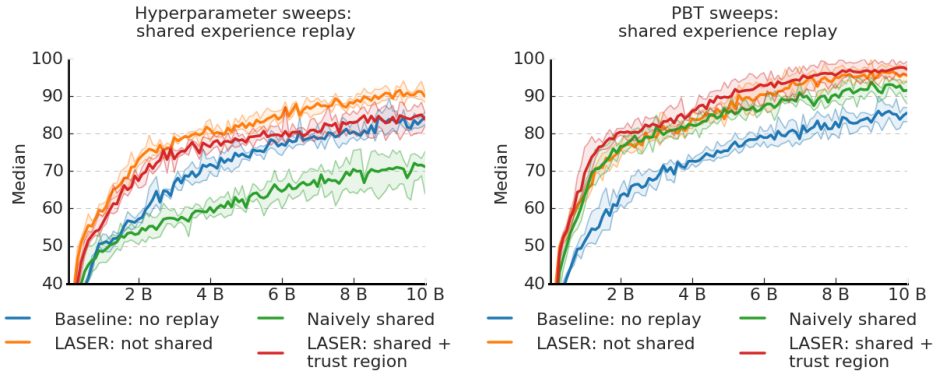 Hyperparameter sweeps:
shared experience replay
Median
100
90
80
70
60
50
40
2 B
4 B
6 B
8 B
10 B
Baseline: no replay
LASER: not shared
Naively shared
LASER: shared +
trust region
PBT sweeps:
shared experience replay
Median
100
90
80
70
60
50
40
2 B
4 B
6 B
8 B
10 B
Baseline: no replay
LASER: not shared
Naively shared
LASER: shared +
trust region